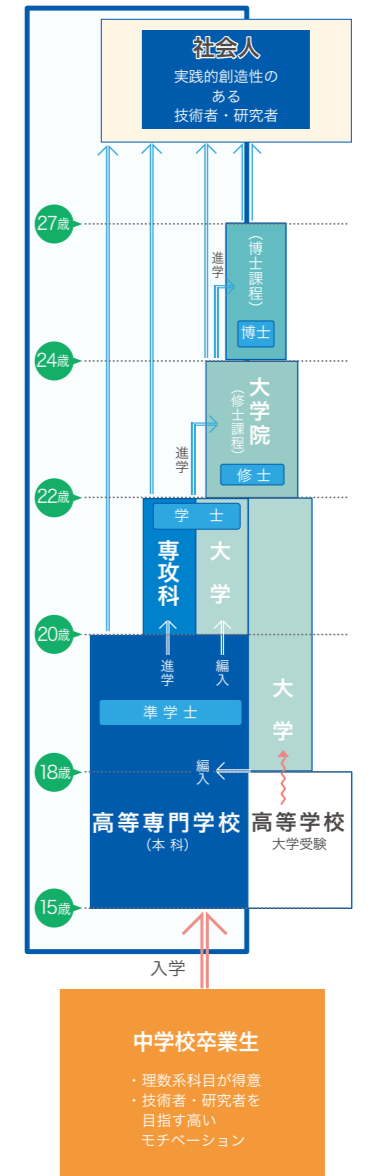 社会人
実践的創造性の
ある
技術者・研究者
27歳
(博士課程)
進学
博士
24歳
大学院
(修士課程)
進学
修士
22歳
学 士
専攻科
大学
20歳
進学
編入
準学士
大学
18歳
編入
高等専門学校
(本科)
高等学校
大学受験
15歳
入学
中学校卒業生
・理数系科目が得意
・技術者・研究者を
目指す高い
モチベーション